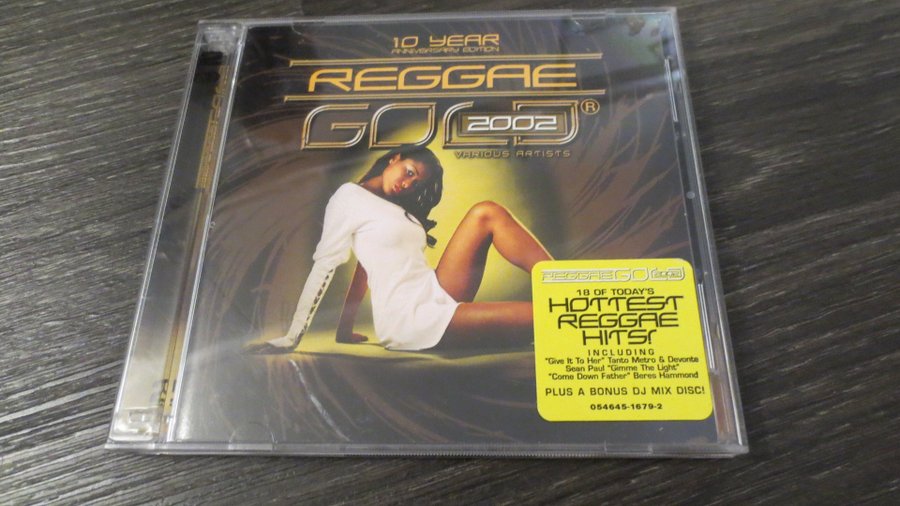 10 YEAR
ANNIVERSARY EDITION
REGGAE
GOLD®
2002
VARIOUS ARTISTS
REGGAE GOLD 2002
18 OF TODAY'S
HOTTEST
REGGAE
HITS!
INCLUDING
"Give It To Her" Tanto Metro & Devonte
Sean Paul "Gimme The Light"
"Come Down Father" Beres Hammond
PLUS A BONUS DJ MIX DISC!
054645-1679-2